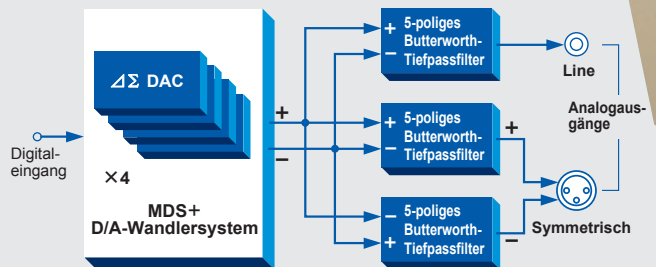 Digital-
eingang
ΔΣ DAC
×4
MDS+
D/A-Wandlersystem
+
−
+
−
5-poliges
Butterworth-
Tiefpassfilter
+
−
5-poliges
Butterworth-
Tiefpassfilter
+
−
+
5-poliges
Butterworth-
Tiefpassfilter
−
Line
Analogaus-
gänge
Symmetrisch